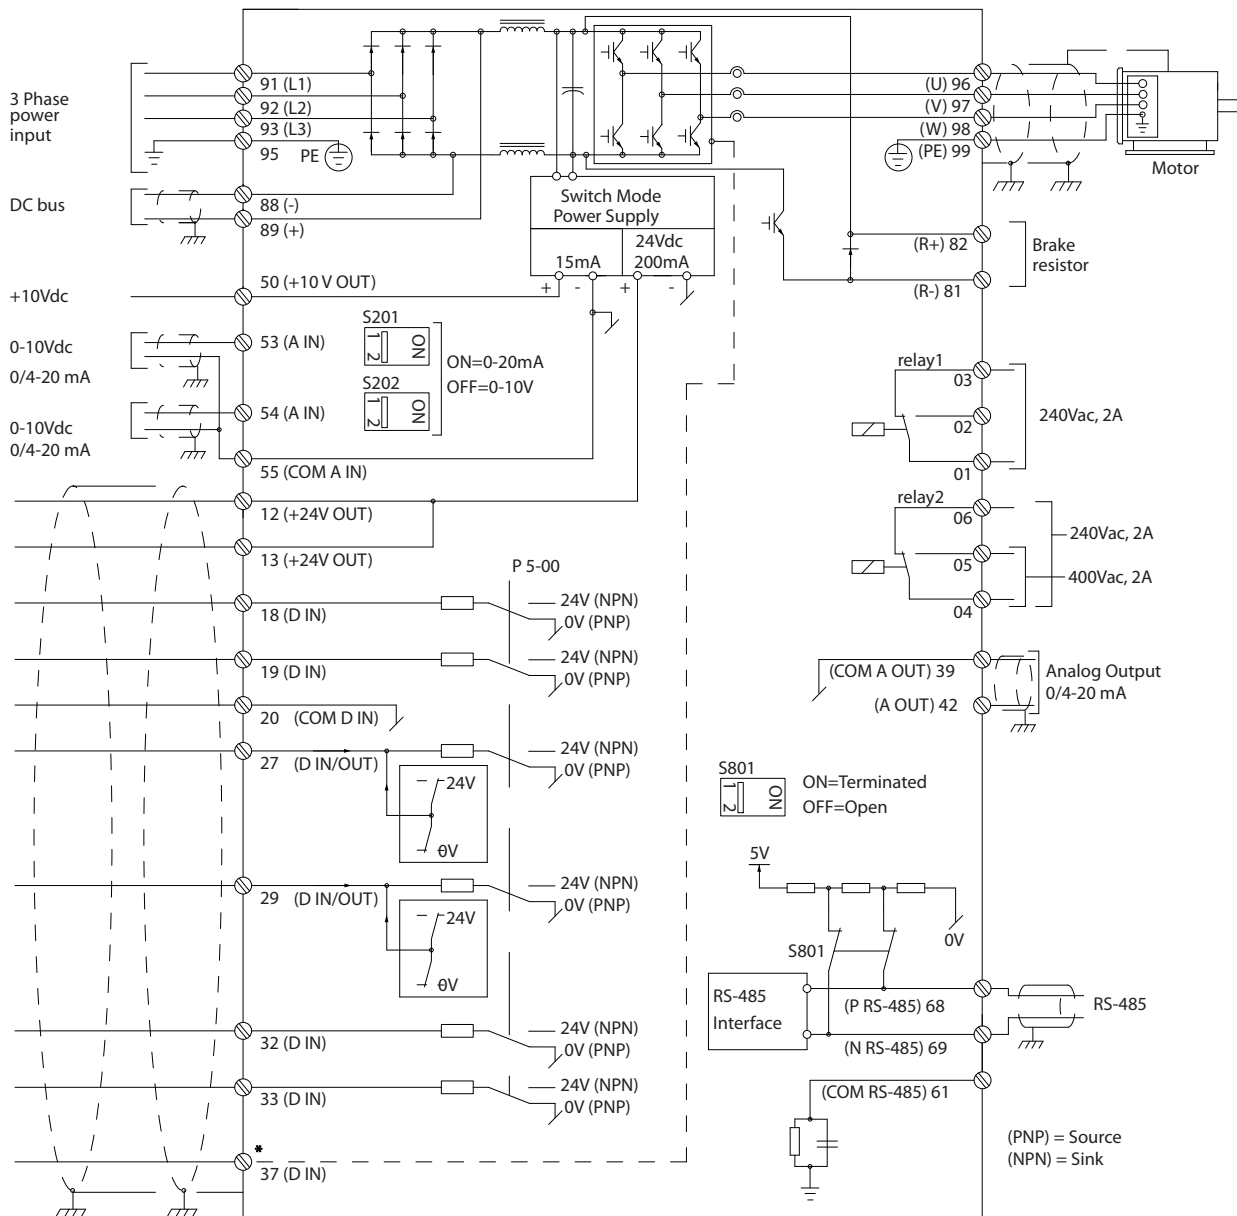 3 Phase
power
input
91 (L1)
92 (L2)
93 (L3)
95 PE
DC bus
88 (-)
89 (+)
+10Vdc
50 (+10 V OUT)
0-10Vdc
0/4-20 mA
53 (A IN)
0-10Vdc
0/4-20 mA
54 (A IN)
55 (COM A IN)
12 (+24V OUT)
13 (+24V OUT)
18 (D IN)
19 (D IN)
20 (COM D IN)
27 (D IN/OUT)
29 (D IN/OUT)
32 (D IN)
33 (D IN)
*
37 (D IN)
S201
1 2 ON
S202
1 2 ON
ON=0-20mA
OFF=0-10V
P 5-00
24V (NPN)
0V (PNP)
24V (NPN)
0V (PNP)
24V (NPN)
0V (PNP)
24V
0V
24V (NPN)
0V (PNP)
24V
0V
24V (NPN)
0V (PNP)
24V (NPN)
0V (PNP)
Switch Mode
Power Supply
24Vdc
15mA 200mA
+ - + -
(U) 96
(V) 97
(W) 98
(PE) 99
Motor
(R+) 82
(R-) 81
Brake
resistor
relay1
03
02
01
240Vac, 2A
relay2
06
05
04
240Vac, 2A
400Vac, 2A
(COM A OUT) 39
(A OUT) 42
Analog Output
0/4-20 mA
S801
1 2 ON
ON=Terminated
OFF=Open
5V
0V
S801
RS-485
Interface
(P RS-485) 68
(N RS-485) 69
RS-485
(COM RS-485) 61
(PNP) = Source
(NPN) = Sink